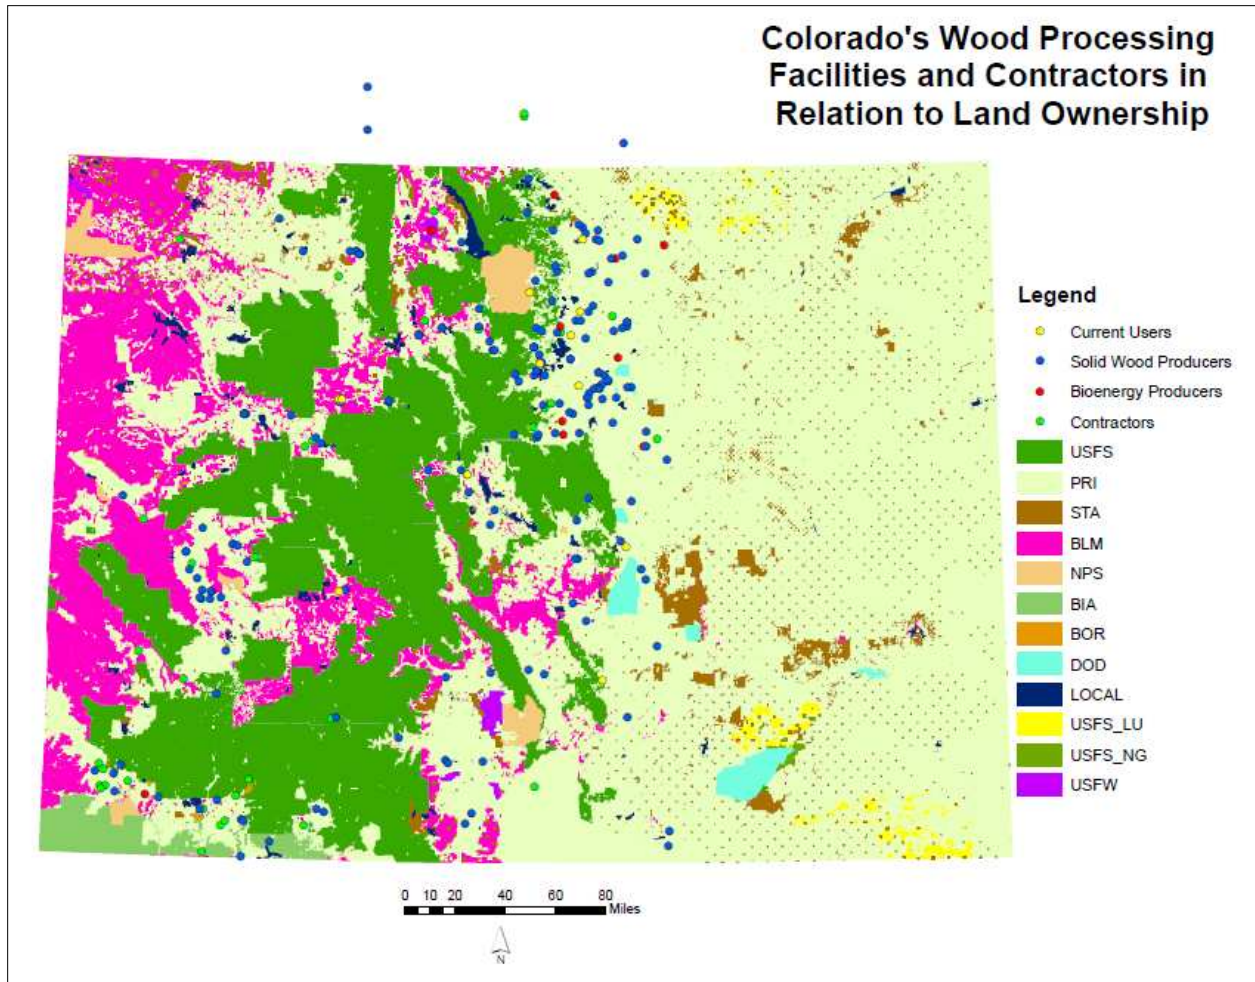 Colorado's Wood Processing
Facilities and Contractors in
Relation to Land Ownership
Legend
Current Users
Solid Wood Producers
Bioenergy Producers
Contractors
USFS
PRI
STA
BLM
NPS
BIA
BOR
DOD
LOCAL
USFS_LU
USFS_NG
USFW
0 10 20 40 60 80
Miles
N